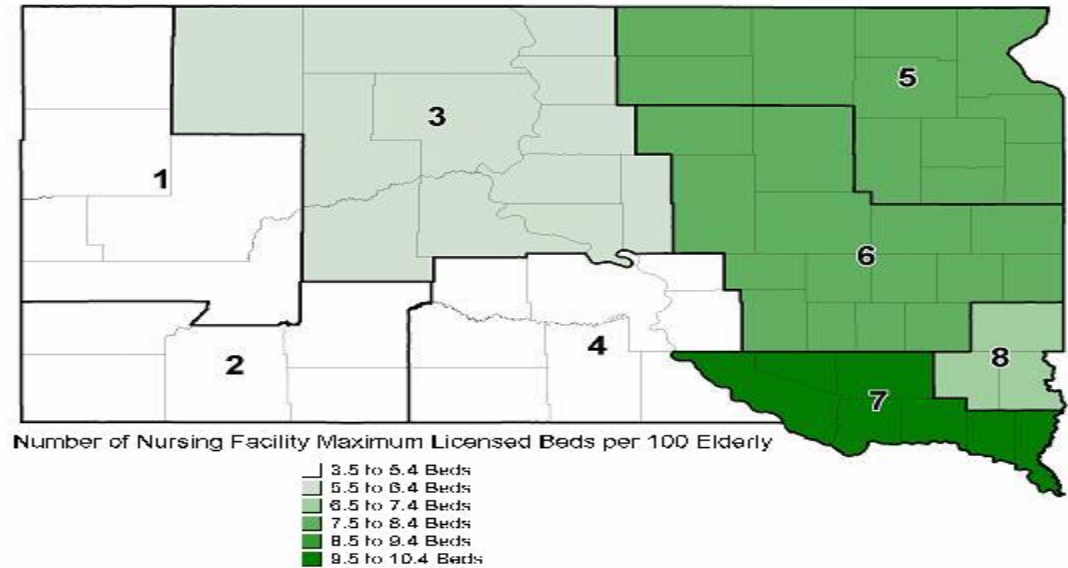 5
3
1
6
4
8
2
7
Number of Nursing Facility Maximum Licensed Beds per 100 Elderly
3.5 to 5.4 Beds
5.5 to 6.4 Beds
6.5 to 7.4 Beds
7.5 to 8.4 Beds
8.5 to 9.4 Beds
9.5 to 10.4 Beds